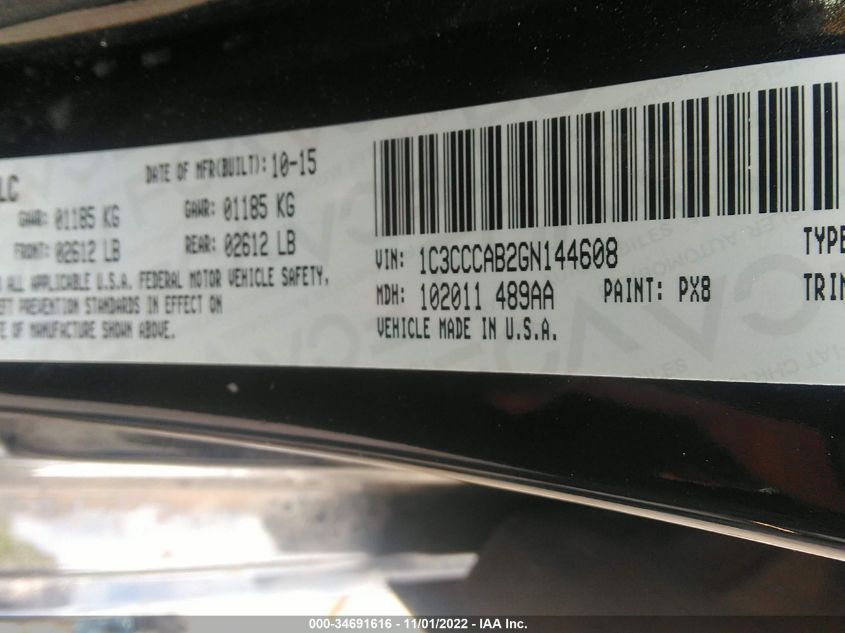 LC
DATE OF MFR(BUILT): 10-15
GAWR: 01185 KG GAWR: 01185 KG
FRONT: 02612 LB REAR: 02612 LB
ALL APPLICABLE U.S.A. FEDERAL MOTOR VEHICLE SAFETY,
PREVENTION STANDARDS IN EFFECT ON
OF MANUFACTURE SHOWN ABOVE.
VIN: 1C3CCCAB2GN144608 TYPE
MDH: 102011 489AA PAINT: PX8
VEHICLE MADE IN U.S.A.
000-34691616 - 11/01/2022 - IAA Inc.